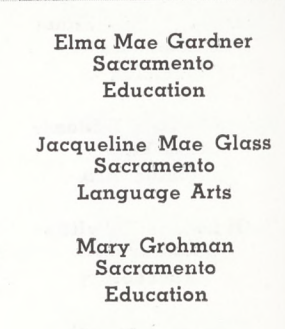 Elma Mae Gardner
Sacramento
Education
Jacqueline Mae Glass
Sacramento
Language Arts
Mary Grohman
Sacramento
Education